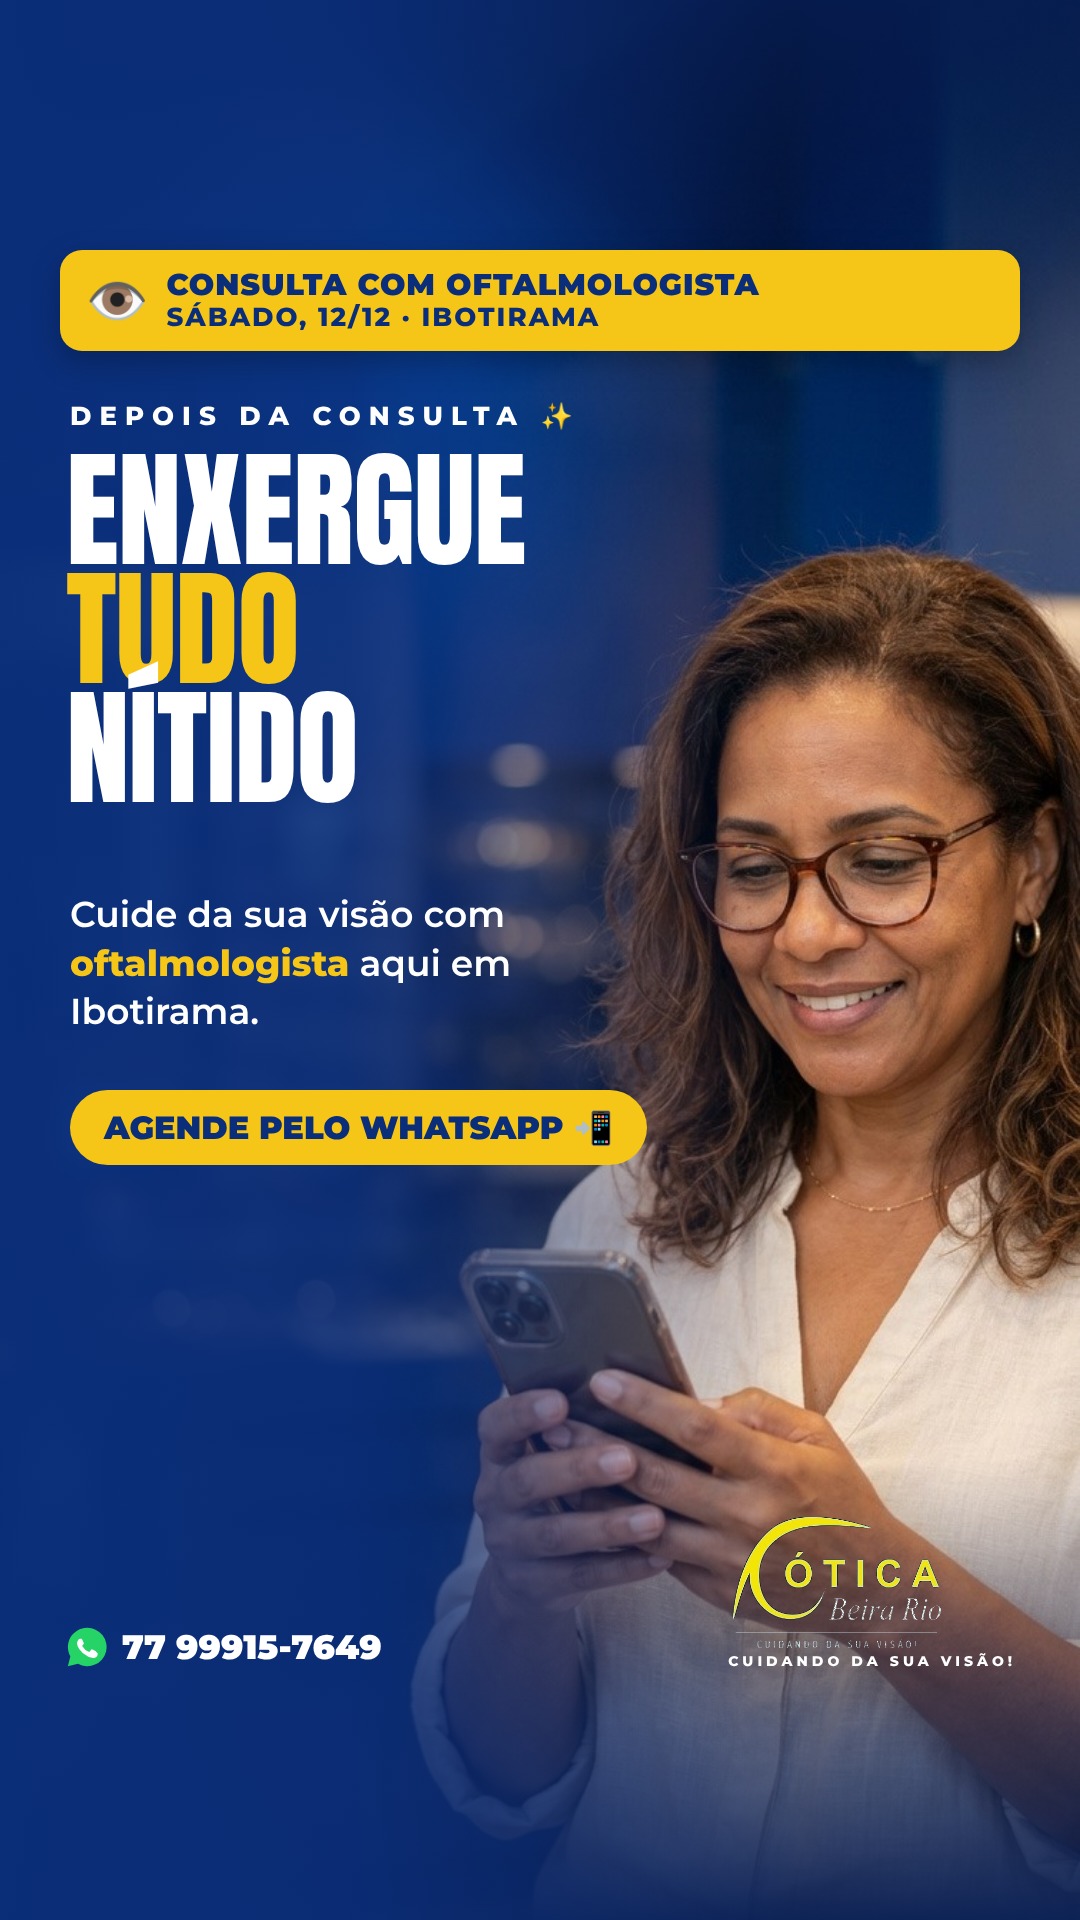 CONSULTA COM OFTALMOLOGISTA
SÁBADO, 12/12 · IBOTIRAMA
DEPOIS DA CONSULTA ✨
ENXERGUE
TUDO
NÍTIDO
Cuide da sua visão com
oftalmologista aqui em
Ibotirama.
AGENDE PELO WHATSAPP 📲
ÓTICA
Beira Rio
CUIDANDO DA SUA VISÃO!
77 99915-7649
CUIDANDO DA SUA VISÃO!